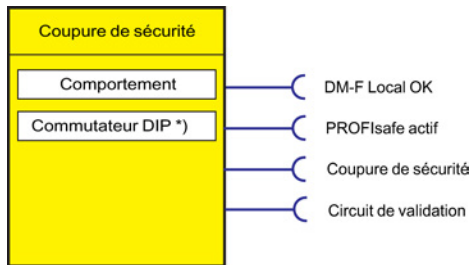 Coupure de sécurité
Comportement
DM-F Local OK
Commutateur DIP *)
PROFIsafe actif
Coupure de sécurité
Circuit de validation